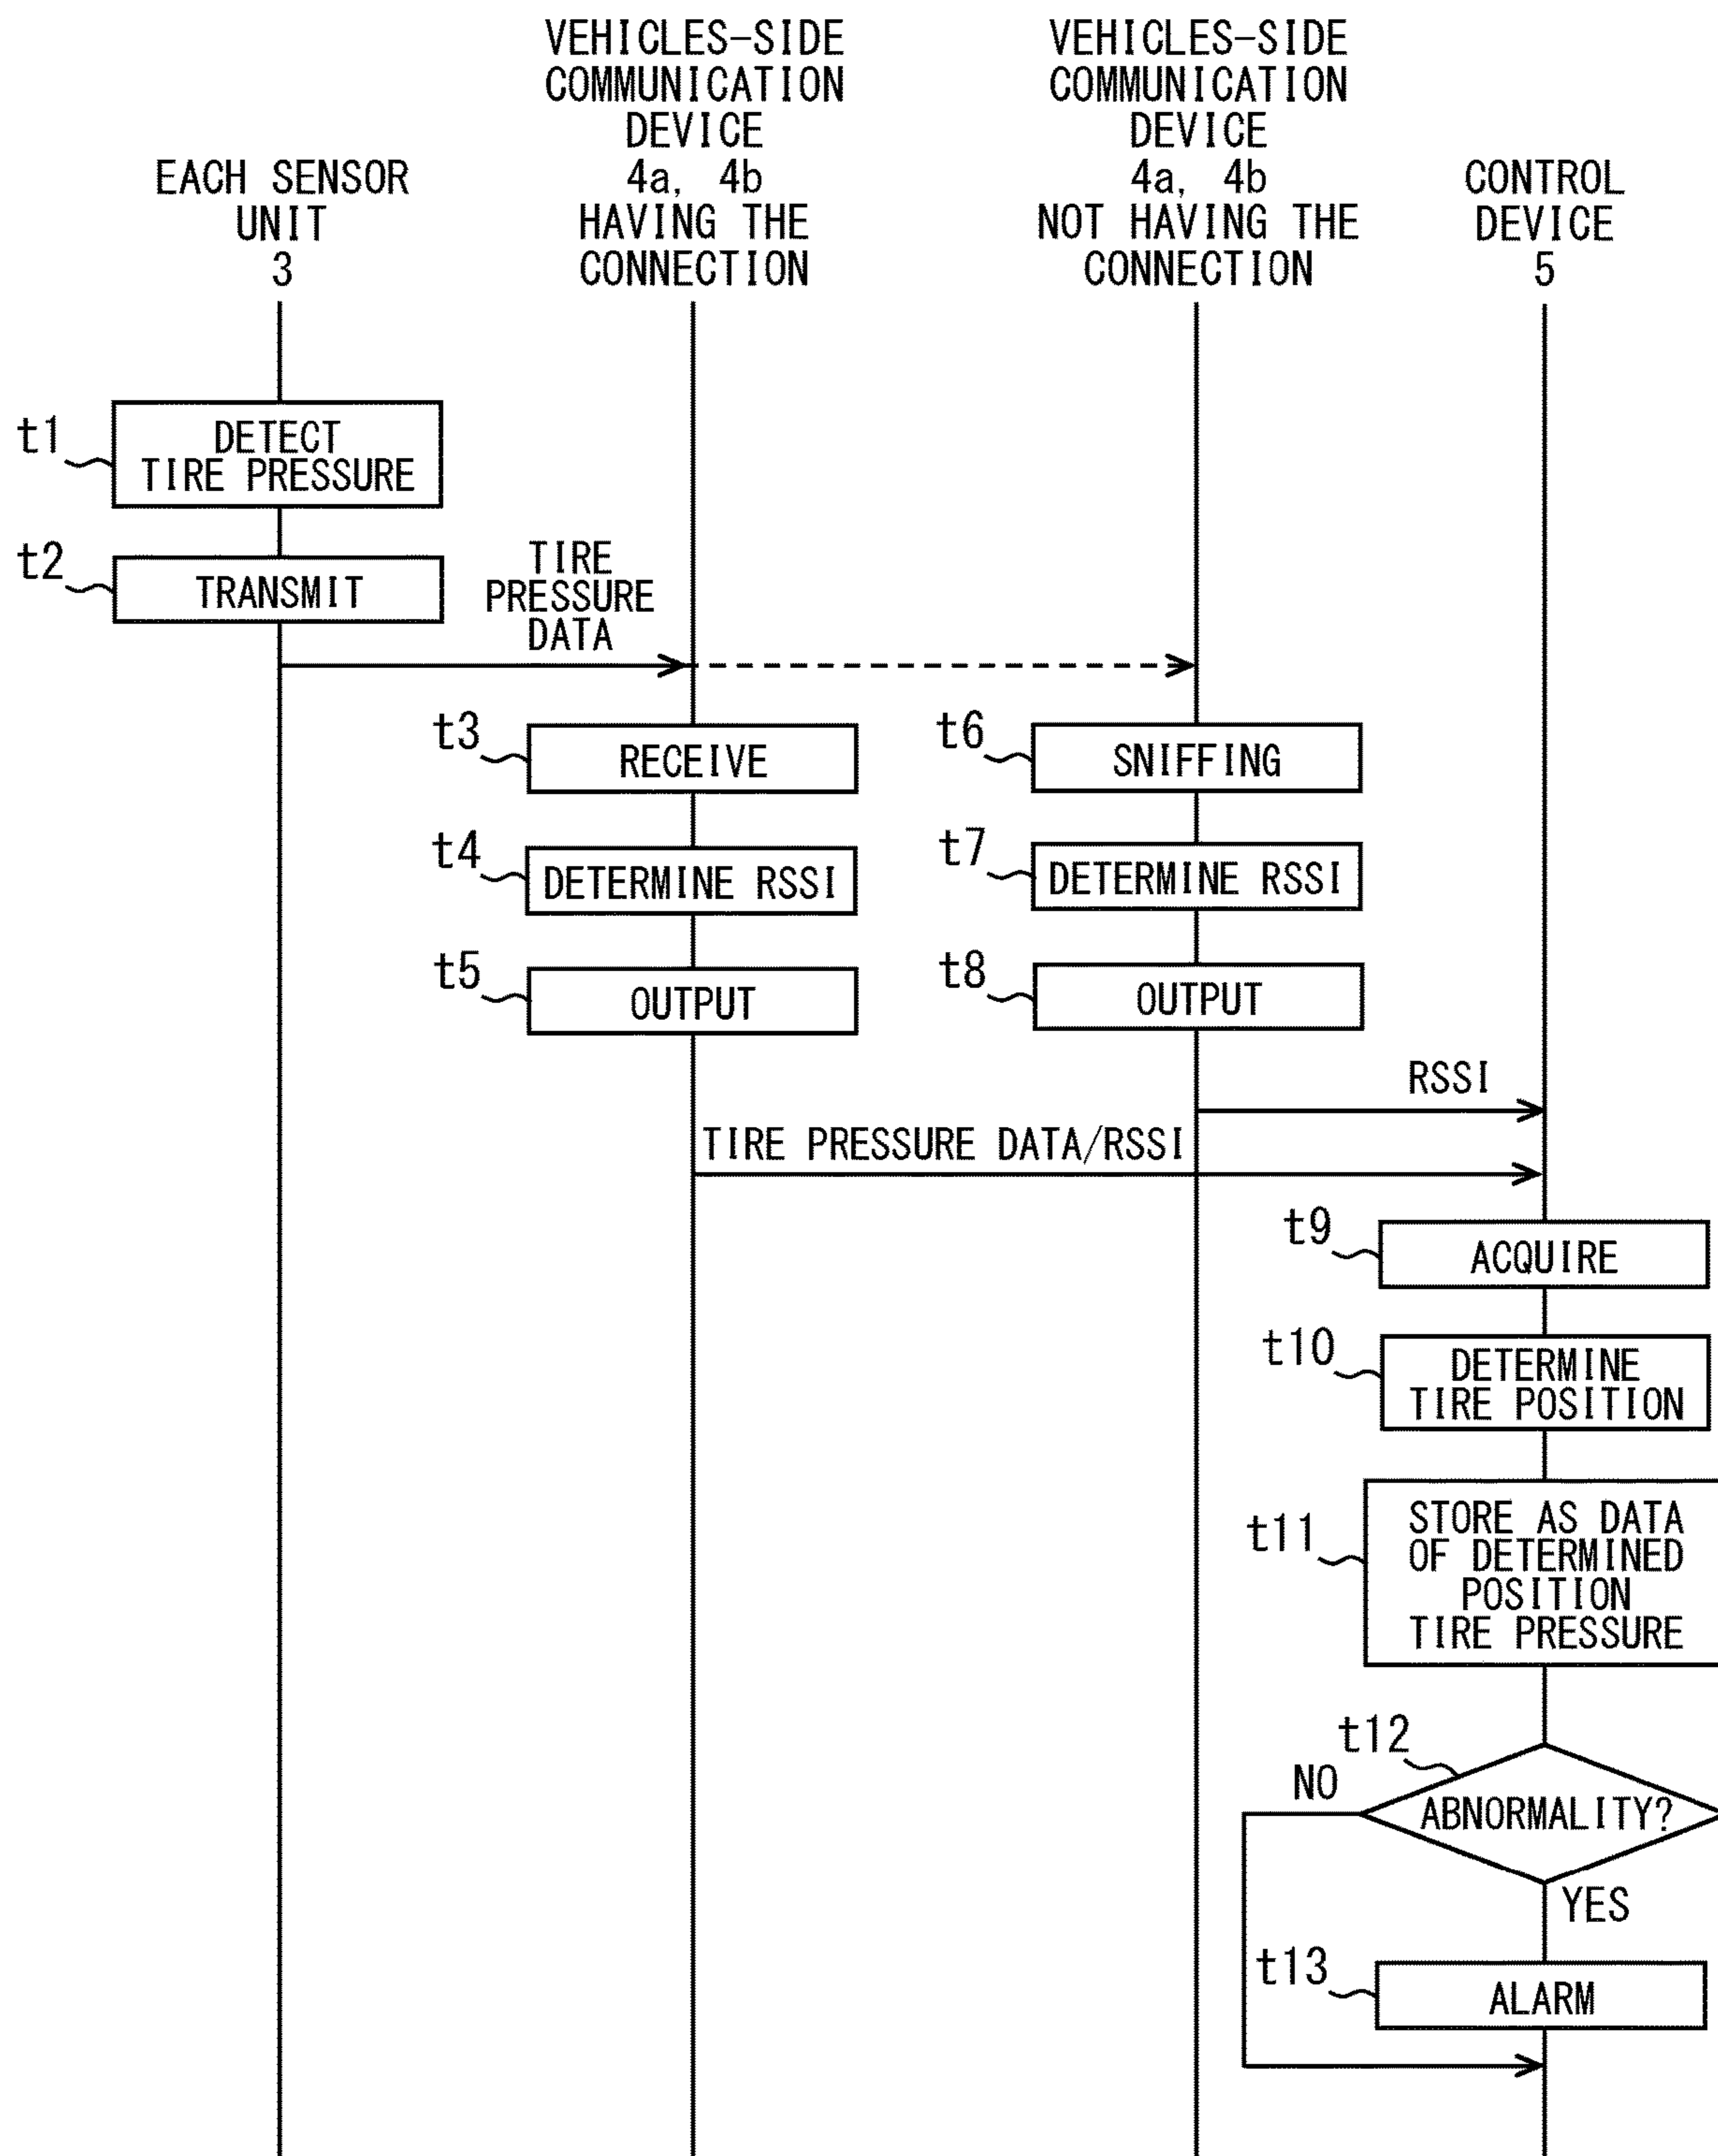 EACH SENSOR
UNIT
3
VEHICLES-SIDE
COMMUNICATION
DEVICE
4a, 4b
HAVING THE
CONNECTION
VEHICLES-SIDE
COMMUNICATION
DEVICE
4a, 4b
NOT HAVING THE
CONNECTION
CONTROL
DEVICE
5
t1
DETECT
TIRE PRESSURE
t2
TRANSMIT
TIRE
PRESSURE
DATA
t3
RECEIVE
t6
SNIFFING
t4
DETERMINE RSSI
t7
DETERMINE RSSI
t5
OUTPUT
t8
OUTPUT
RSSI
TIRE PRESSURE DATA/RSSI
t9
ACQUIRE
t10
DETERMINE
TIRE POSITION
t11
STORE AS DATA
OF DETERMINED
POSITION
TIRE PRESSURE
t12
NO
ABNORMALITY?
YES
t13
ALARM